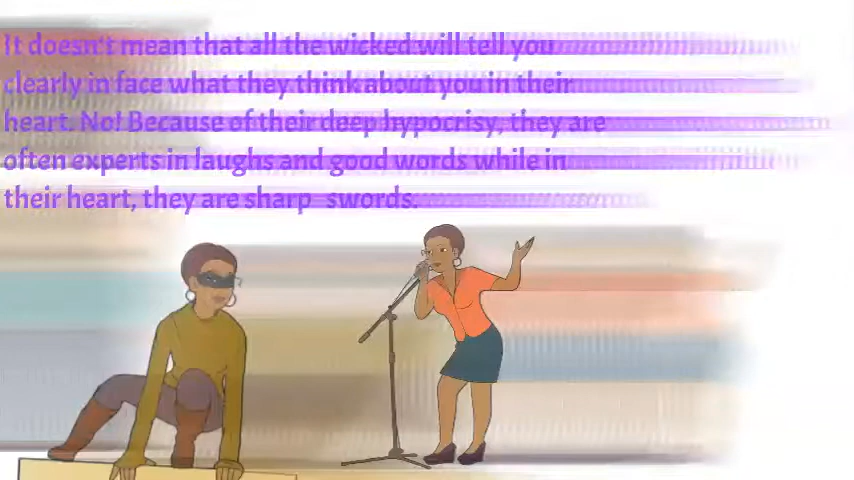 It doesn't mean that all the wicked will tell you
clearly in face what they think about you in their
heart. No! Because of their deep hypocrisy, they are
often experts in laughs and good words while in
their heart, they are sharp swords.